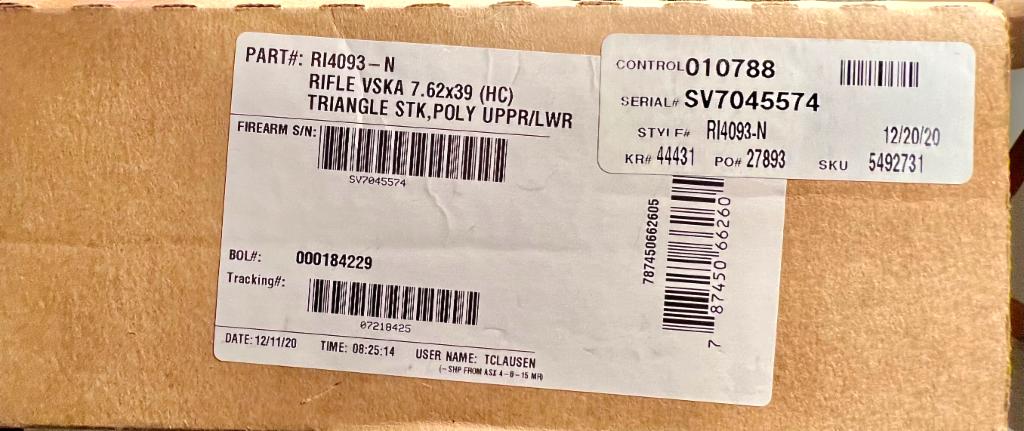 PART#: RI4093-N
RIFLE VSKA 7.62x39 (HC)
TRIANGLE STK,POLY UPPR/LWR
FIREARM S/N:
SV7045574
BOL#: 000184229
Tracking#:
07218425
DATE: 12/11/20 TIME: 08:25:14 USER NAME: TCLAUSEN
787450662605
7 87450 66260
CONTROL 010788
SERIAL# SV7045574
STYLE# RI4093-N 12/20/20
KR# 44431 PO# 27893 SKU 5492731